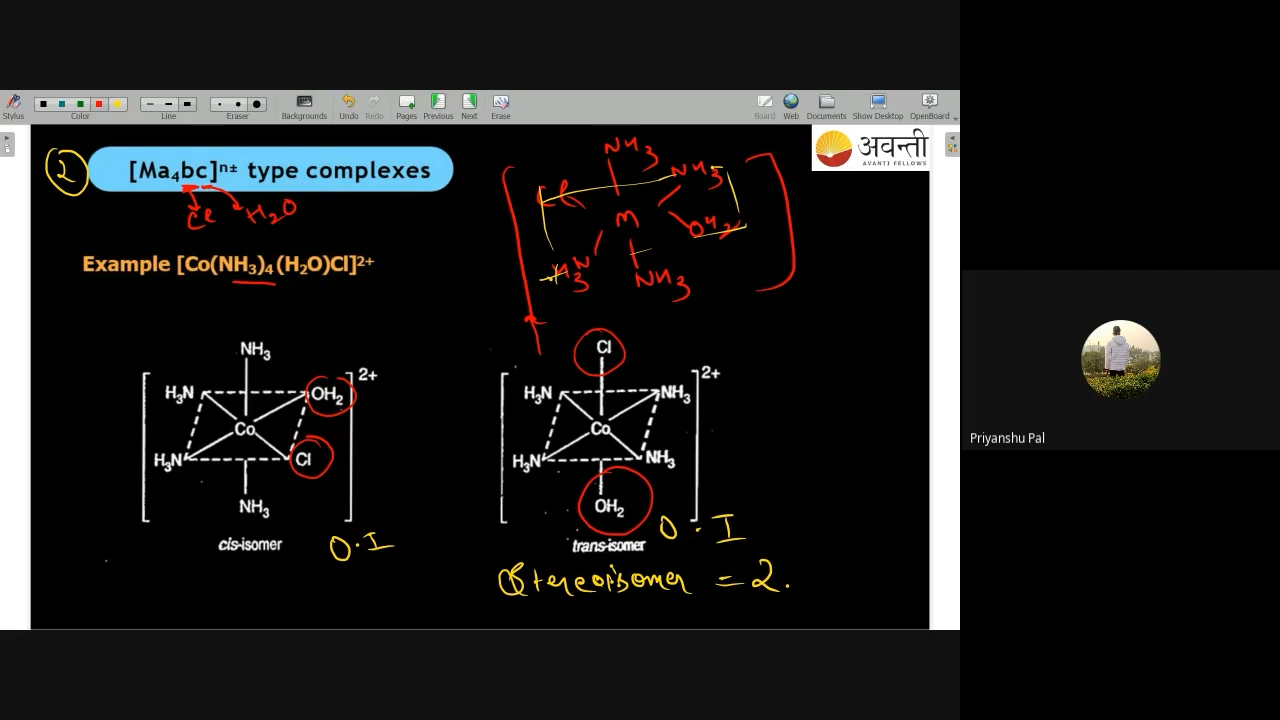 Stylus
Color
Line
Eraser
Backgrounds
Undo
Redo
Pages
Previous
Next
Erase
Board
Web
Documents
Show Desktop
OpenBoard
अवन्ती
AVANTI FELLOWS
2
[Ma₄bc]ⁿ± type complexes
Cl
H₂O
Example [Co(NH₃)₄(H₂O)Cl]²⁺
NH₃
Cl
NH₃
M
OH₂
H₃N
NH₃
NH₃
2+
H₃N
OH₂
Co
H₃N
Cl
NH₃
cis-isomer
O.I
Cl
2+
H₃N
NH₃
Co
H₃N
NH₃
OH₂
trans-isomer
O.I
Stereoisomer = 2.
Priyanshu Pal